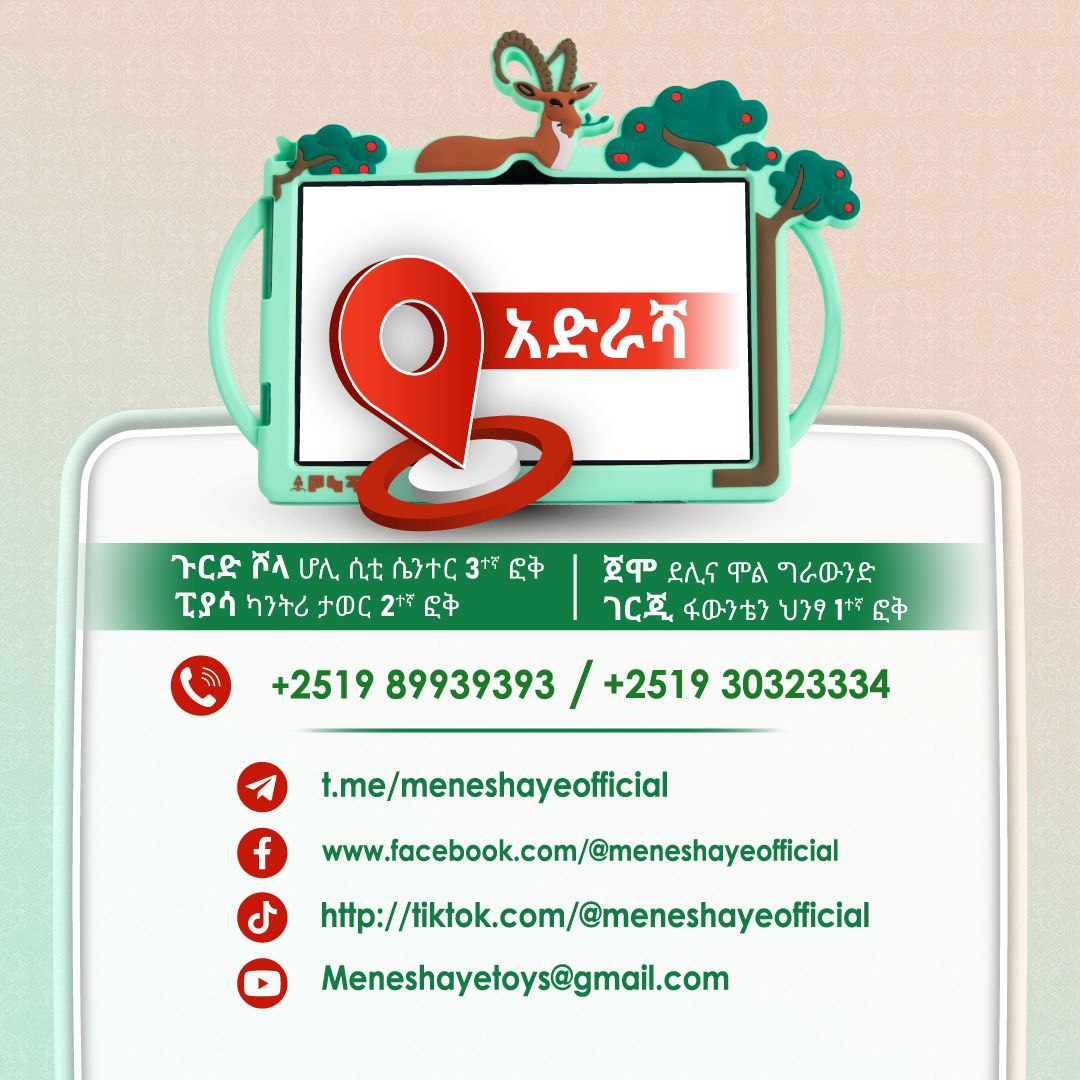 አድራሻ
ጉርድ ሾላ ሆሊ ሲቲ ሴንተር 3ተኛ ፎቅ
ፒያሳ ካንትሪ ታወር 2ተኛ ፎቅ
ጀሞ ደሊና ሞል ግራውንድ
ገርጂ ፋውንቴን ህንፃ 1ተኛ ፎቅ
+2519 89939393 / +2519 30323334
t.me/meneshayeofficial
www.facebook.com/@meneshayeofficial
http://tiktok.com/@meneshayeofficial
Meneshayetoys@gmail.com